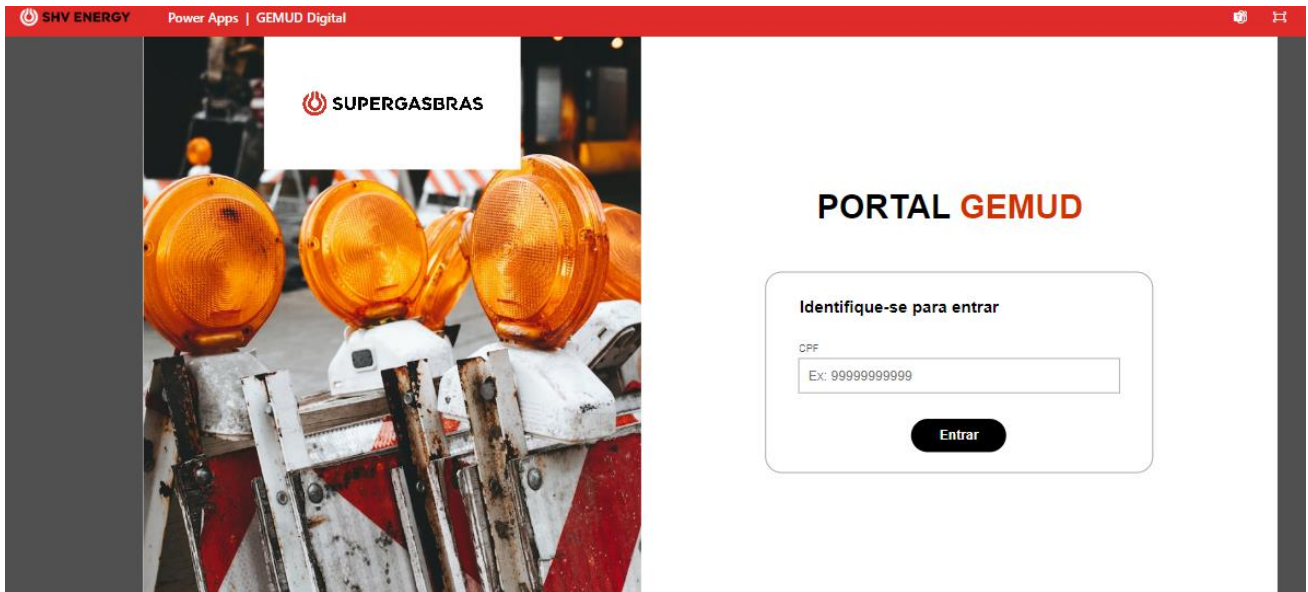 SHV ENERGY Power Apps | GEMUD Digital
SUPERGASBRAS
PORTAL GEMUD
Identifique-se para entrar
CPF
Ex: 99999999999
Entrar